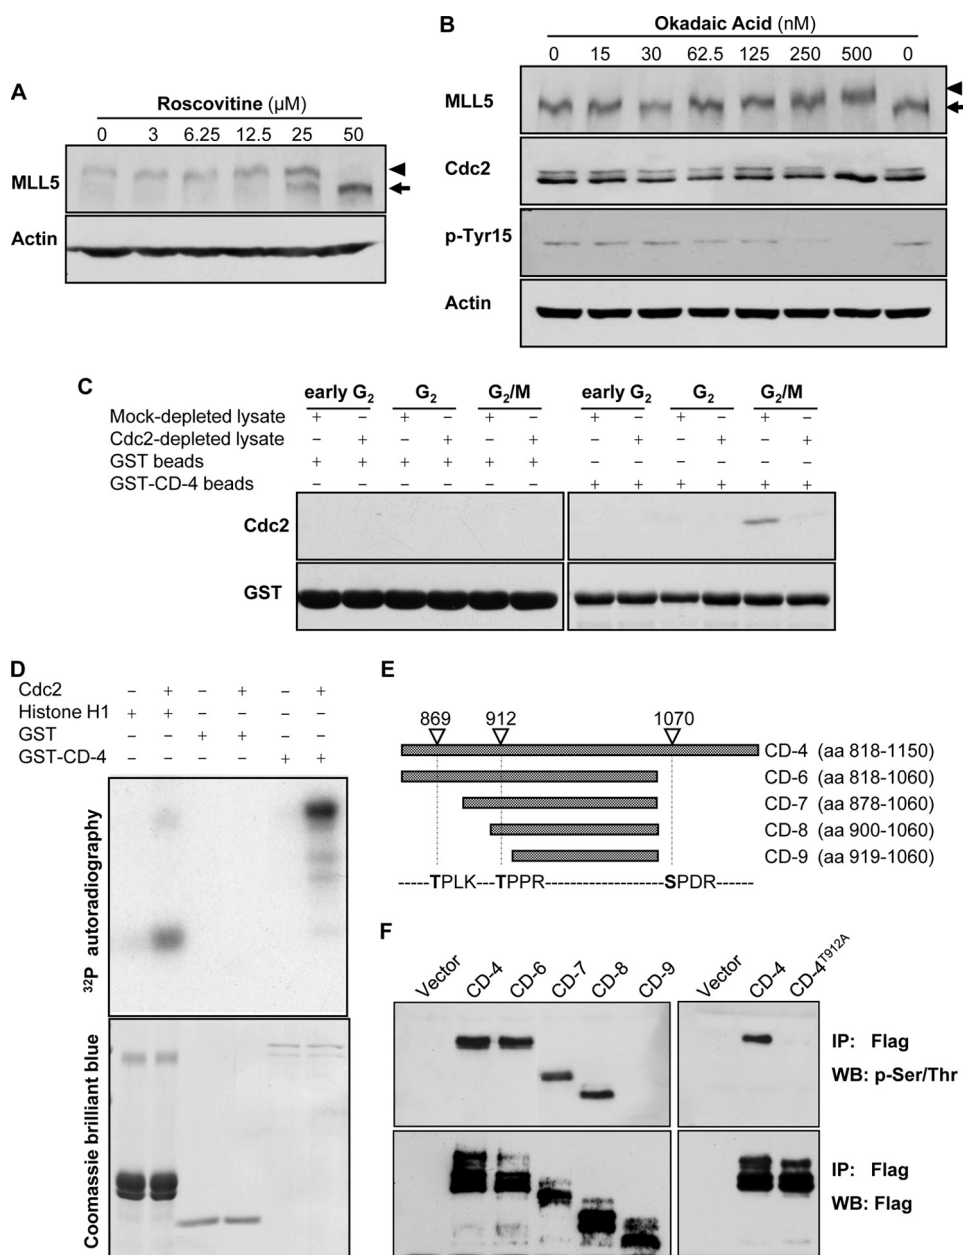 A
Roscovitine (µM)
0 3 6.25 12.5 25 50
MLL5
Actin
B
Okadaic Acid (nM)
0 15 30 62.5 125 250 500 0
MLL5
Cdc2
p-Tyr15
Actin
C
early G2 G2 G2/M early G2 G2 G2/M
Mock-depleted lysate + – + – + – + – + – + –
Cdc2-depleted lysate – + – + – + – + – + – +
GST beads + + + + + + – – – – – –
GST-CD-4 beads – – – – – – + + + + + +
Cdc2
GST
D
Cdc2 – + – + – +
Histone H1 + + – – – –
GST – – + + – –
GST-CD-4 – – – – + +
32P autoradiography
Coomassie brilliant blue
E
869 912 1070
CD-4 (aa 818-1150)
CD-6 (aa 818-1060)
CD-7 (aa 878-1060)
CD-8 (aa 900-1060)
CD-9 (aa 919-1060)
-----TPLK---TPPR----------------------SPDR------
F
Vector CD-4 CD-6 CD-7 CD-8 CD-9 Vector CD-4 CD-4T912A
IP: Flag
WB: p-Ser/Thr
IP: Flag
WB: Flag